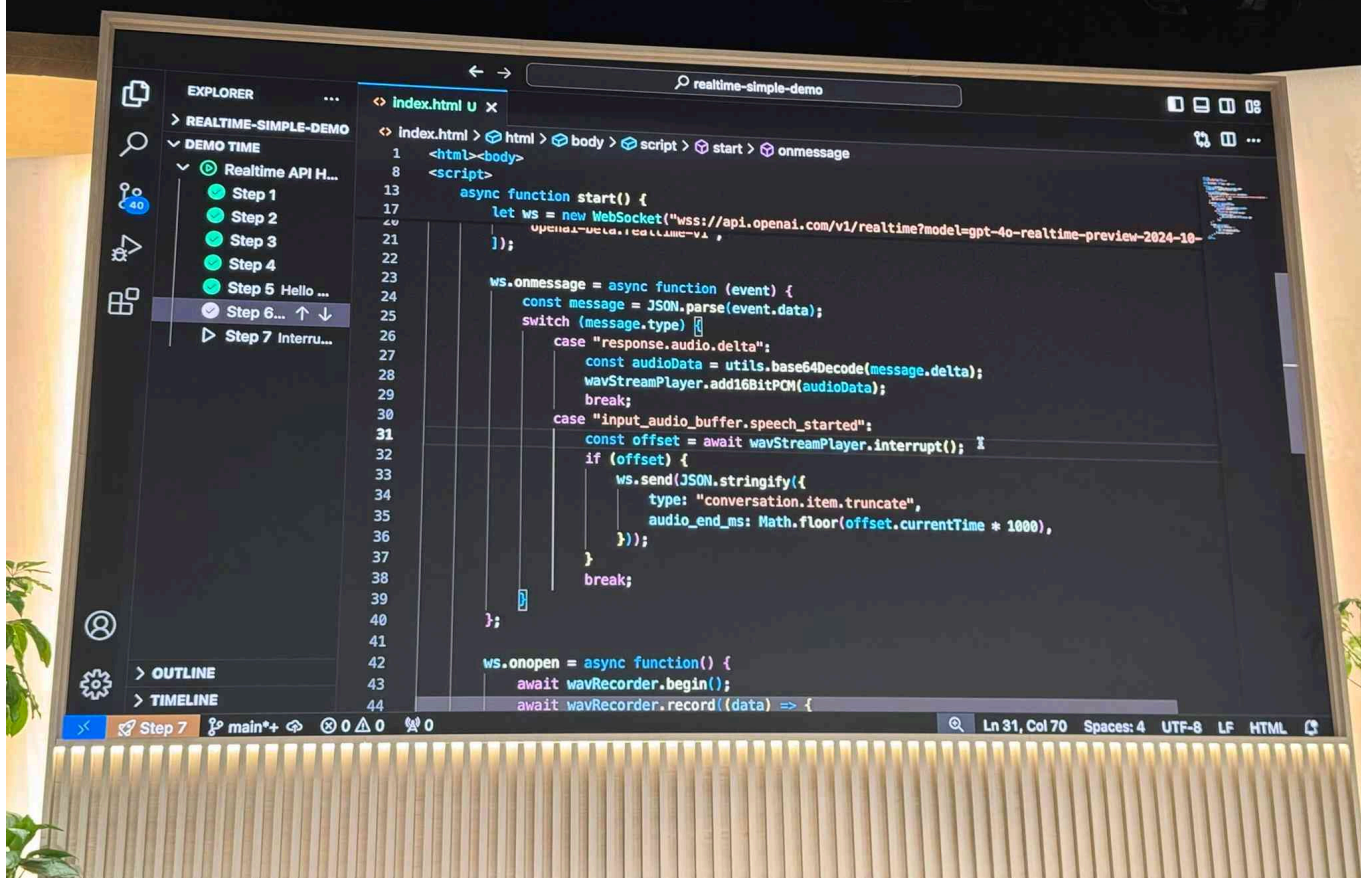 realtime-simple-demo
EXPLORER
REALTIME-SIMPLE-DEMO
DEMO TIME
Realtime API H...
Step 1
Step 2
Step 3
Step 4
Step 5 Hello ...
Step 6...
Step 7 Interru...
OUTLINE
TIMELINE
index.html U
index.html > html > body > script > start > onmessage
1 <html><body>
8 <script>
13 async function start() {
17 let ws = new WebSocket("wss://api.openai.com/v1/realtime?model=gpt-4o-realtime-preview-2024-10-
20 openai-beta.realtime-v1",
21 ]);
22
23 ws.onmessage = async function (event) {
24 const message = JSON.parse(event.data);
25 switch (message.type) {
26 case "response.audio.delta":
27 const audioData = utils.base64Decode(message.delta);
28 wavStreamPlayer.add16BitPCM(audioData);
29 break;
30 case "input_audio_buffer.speech_started":
31 const offset = await wavStreamPlayer.interrupt();
32 if (offset) {
33 ws.send(JSON.stringify({
34 type: "conversation.item.truncate",
35 audio_end_ms: Math.floor(offset.currentTime * 1000),
36 }));
37 }
38 break;
39 }
40 };
41
42 ws.onopen = async function() {
43 await wavRecorder.begin();
44 await wavRecorder.record((data) => {
40
Step 7 main*+ 0 0 0 Ln 31, Col 70 Spaces: 4 UTF-8 LF HTML